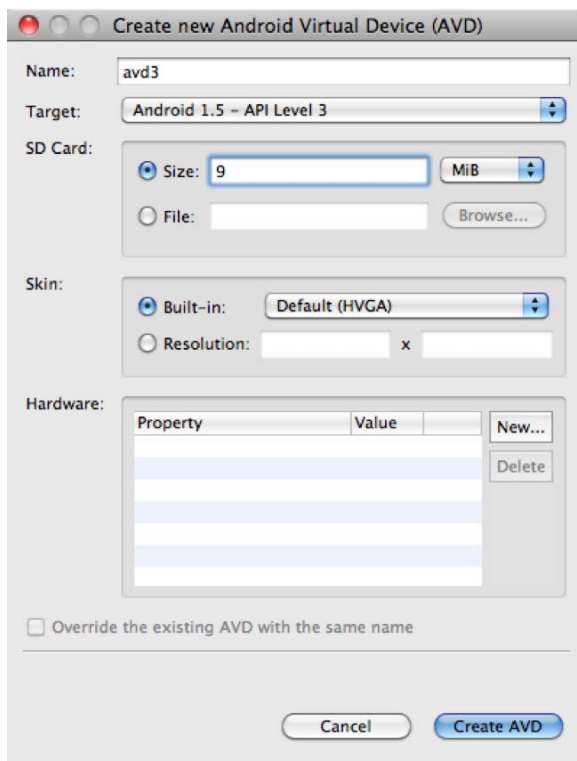 Create new Android Virtual Device (AVD)
Name: avd3
Target: Android 1.5 – API Level 3
SD Card:
Size: 9 MiB
File: Browse...
Skin:
Built-in: Default (HVGA)
Resolution: x
Hardware:
Property Value New...
Delete
Override the existing AVD with the same name
Cancel Create AVD